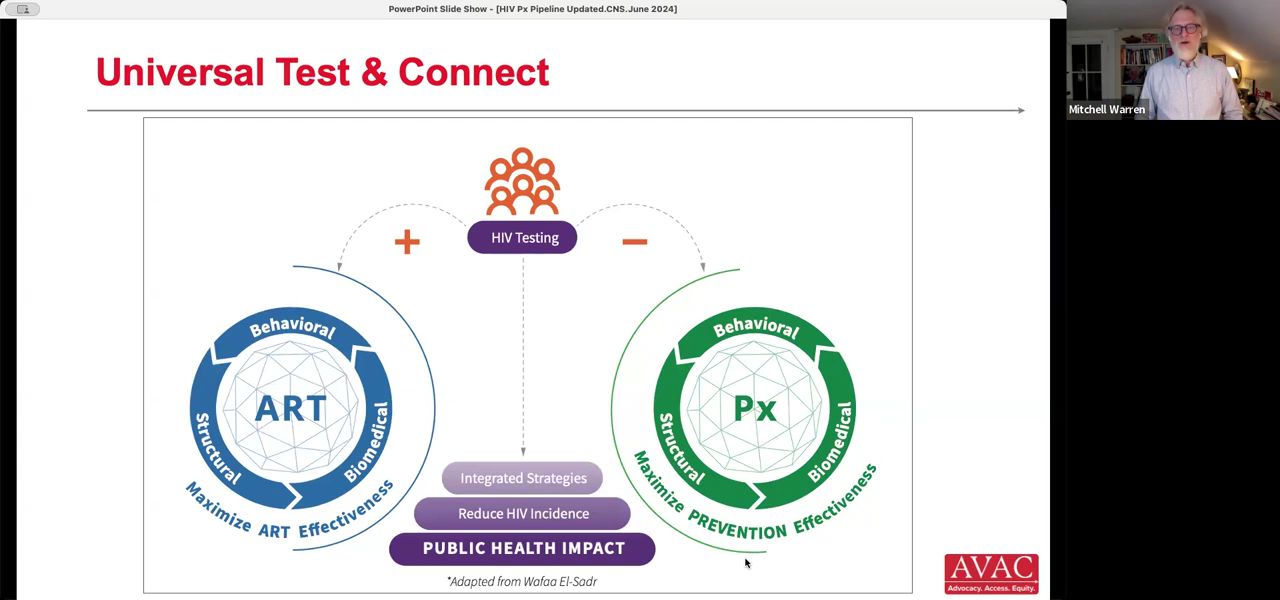 PowerPoint Slide Show - [HIV Px Pipeline Updated.CNS.June 2024]
Universal Test & Connect
Mitchell Warren
+
HIV Testing
−
Behavioral
ART
Structural
Biomedical
Maximize ART Effectiveness
Behavioral
Px
Structural
Biomedical
Maximize PREVENTION Effectiveness
Integrated Strategies
Reduce HIV Incidence
PUBLIC HEALTH IMPACT
*Adapted from Wafaa El-Sadr
AVAC
Advocacy. Access. Equity.